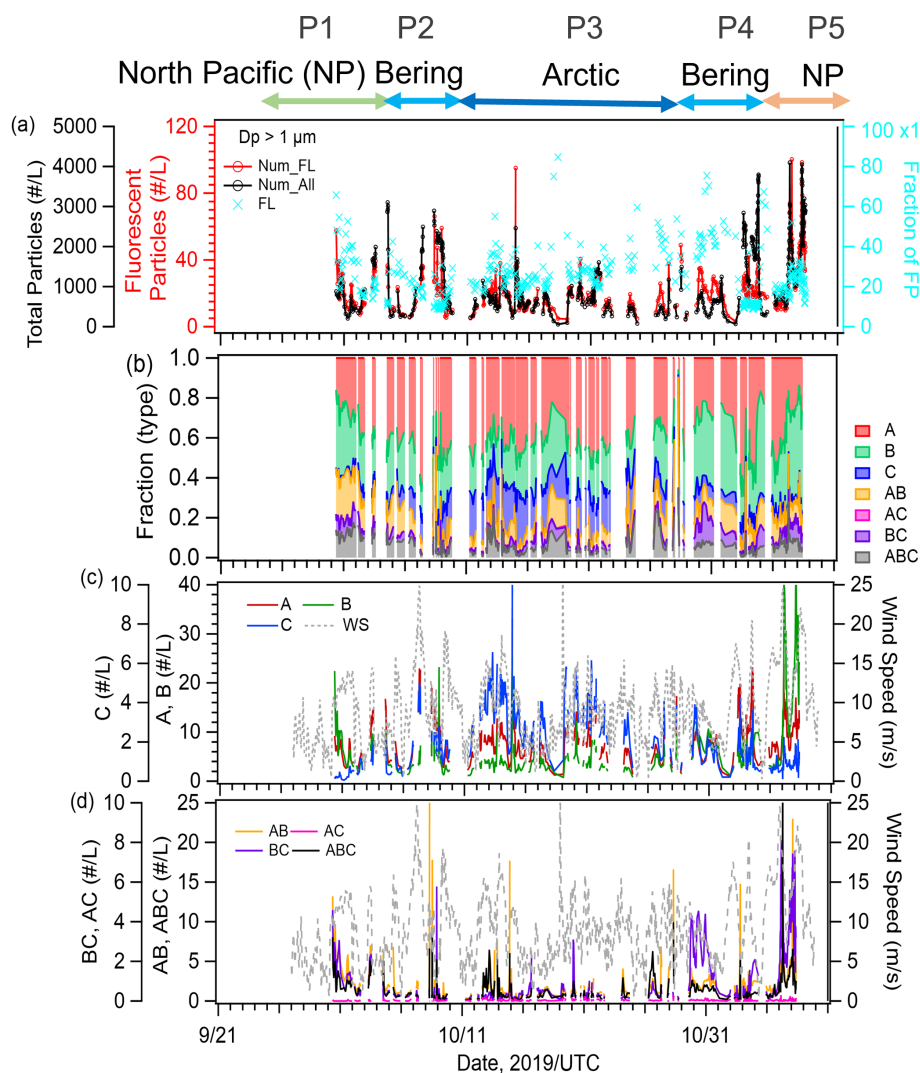 P1 P2 P3 P4 P5
North Pacific (NP) Bering Arctic Bering NP
(a)
Total Particles (#/L)
5000
4000
3000
2000
1000
0
Fluorescent
Particles (#/L)
120
80
40
0
Dp > 1 µm
Num_FL
Num_All
FL
100 x1
80
60
40
20
0
Fraction of FP
(b)
Fraction (type)
1.0
0.8
0.6
0.4
0.2
0.0
A
B
C
AB
AC
BC
ABC
(c)
C (#/L)
10
8
6
4
2
0
A, B (#/L)
40
30
20
10
0
A B
C WS
25
20
15
10
5
0
Wind Speed (m/s)
(d)
BC, AC (#/L)
10
8
6
4
2
0
AB, ABC (#/L)
25
20
15
10
5
0
AB AC
BC ABC
25
20
15
10
5
0
Wind Speed (m/s)
9/21 10/11 10/31
Date, 2019/UTC